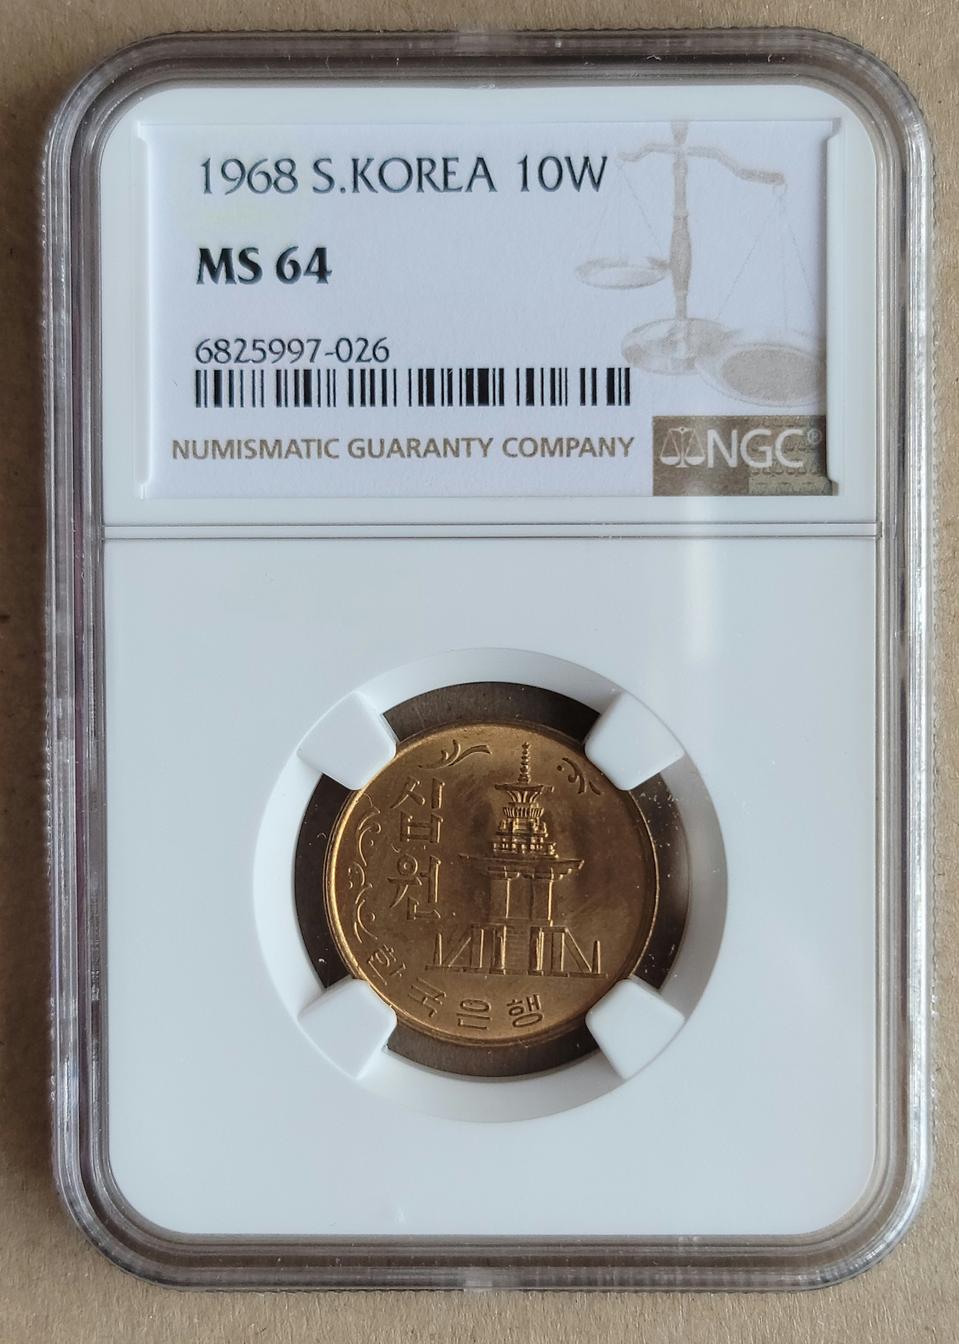 1968 S.KOREA 10W
MS 64
6825997-026
NUMISMATIC GUARANTY COMPANY
NGC®
십원
한국은행